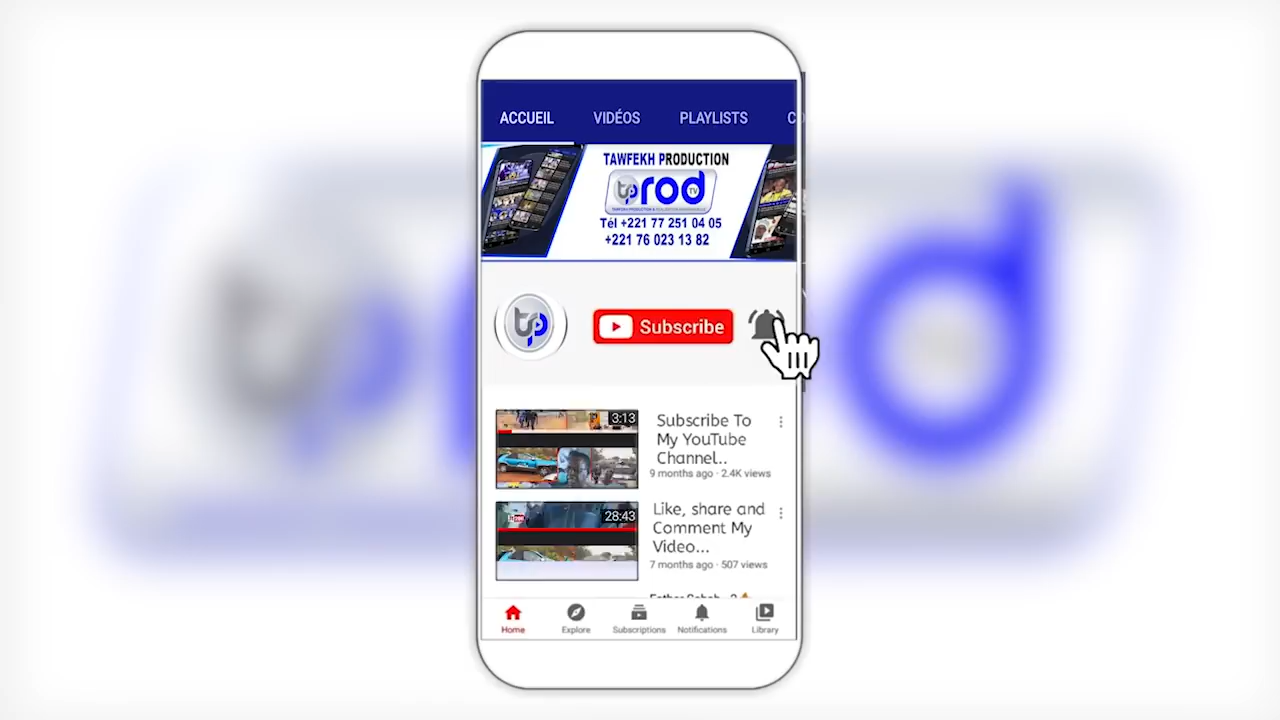 ACCUEIL VIDÉOS PLAYLISTS
TAWFEKH PRODUCTION
tprod TV
Tél +221 77 251 04 05
+221 76 023 13 82
tp
Subscribe
3:13
Subscribe To
My YouTube
Channel..
9 months ago · 2.4K views
28:43
Like, share and
Comment My
Video...
7 months ago · 507 views
Home Explore Subscriptions Notifications Library